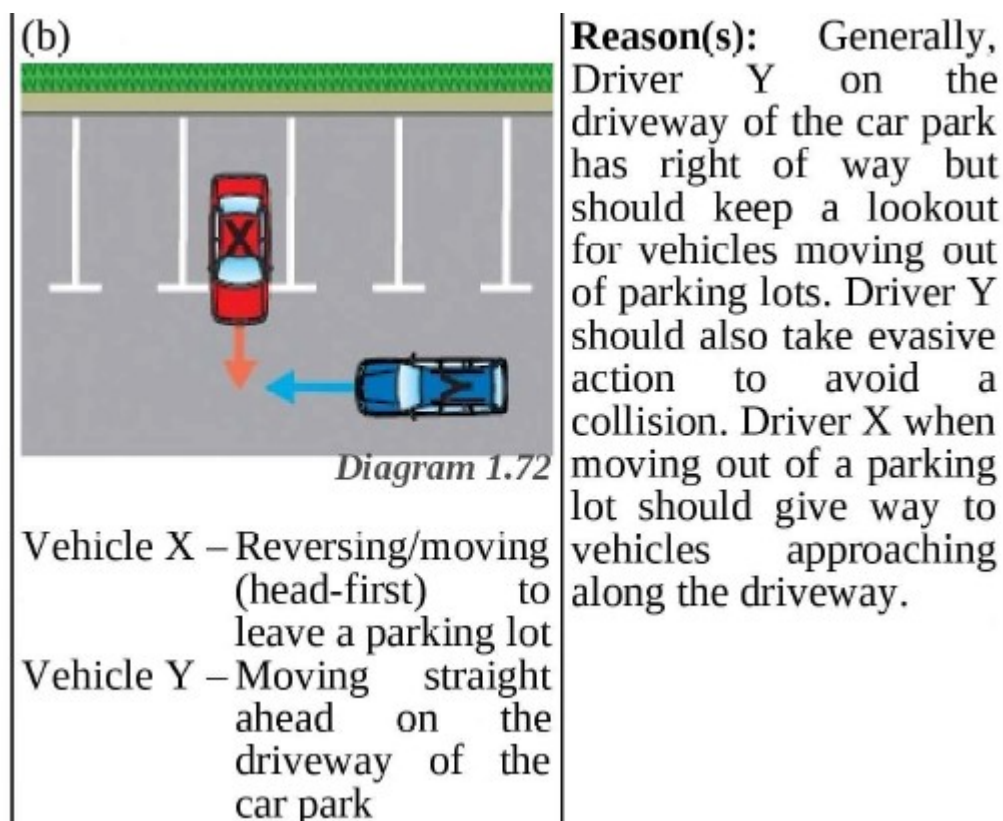 (b)
X
Y
Diagram 1.72
Vehicle X – Reversing/moving
(head-first) to
leave a parking lot
Vehicle Y – Moving straight
ahead on the
driveway of the
car park
Reason(s): Generally,
Driver Y on the
driveway of the car park
has right of way but
should keep a lookout
for vehicles moving out
of parking lots. Driver Y
should also take evasive
action to avoid a
collision. Driver X when
moving out of a parking
lot should give way to
vehicles approaching
along the driveway.